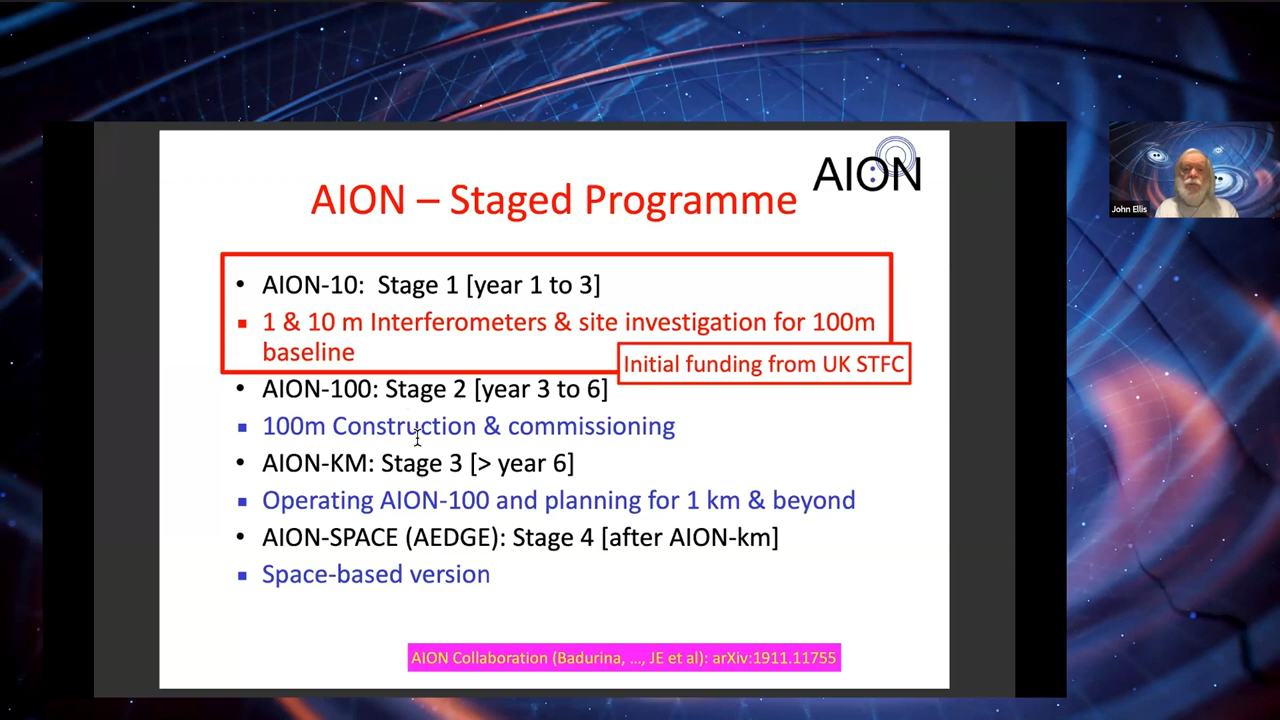 AION
AION – Staged Programme
• AION-10: Stage 1 [year 1 to 3]
▪ 1 & 10 m Interferometers & site investigation for 100m
baseline
Initial funding from UK STFC
• AION-100: Stage 2 [year 3 to 6]
▪ 100m Construction & commissioning
• AION-KM: Stage 3 [> year 6]
▪ Operating AION-100 and planning for 1 km & beyond
• AION-SPACE (AEDGE): Stage 4 [after AION-km]
▪ Space-based version
AION Collaboration (Badurina, ..., JE et al): arXiv:1911.11755
John Ellis